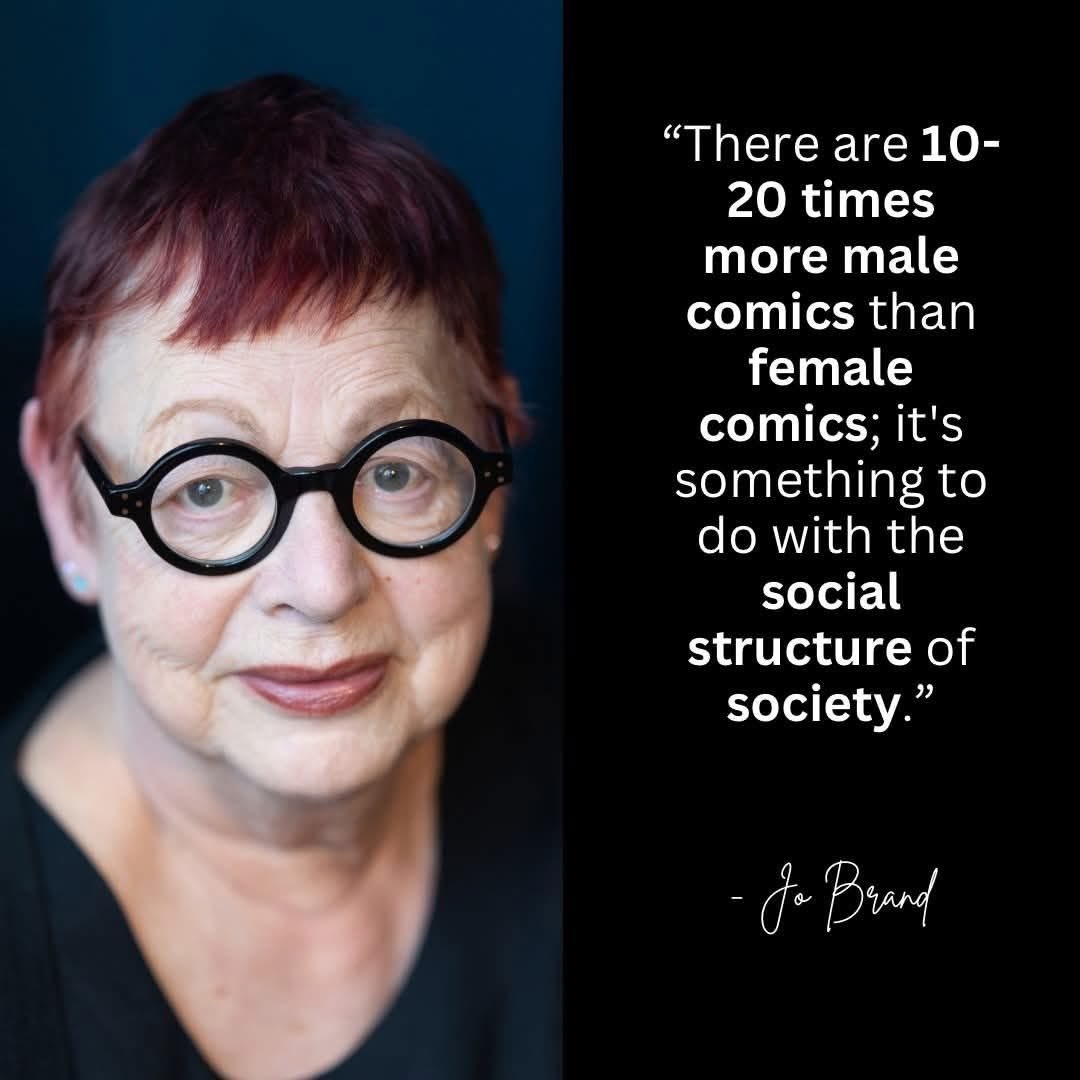 “There are 10-
20 times
more male
comics than
female
comics; it's
something to
do with the
social
structure of
society.”
- Jo Brand